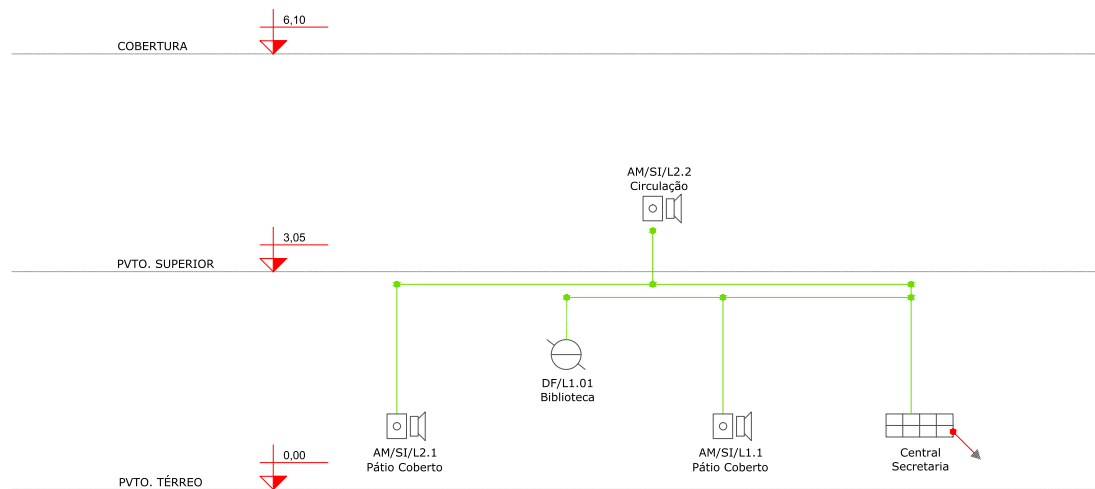 6,10
COBERTURA
AM/SI/L2.2
Circulação
3,05
PVTO. SUPERIOR
DF/L1.01
Biblioteca
AM/SI/L2.1
Pátio Coberto
AM/SI/L1.1
Pátio Coberto
Central
Secretaria
0,00
PVTO. TÉRREO